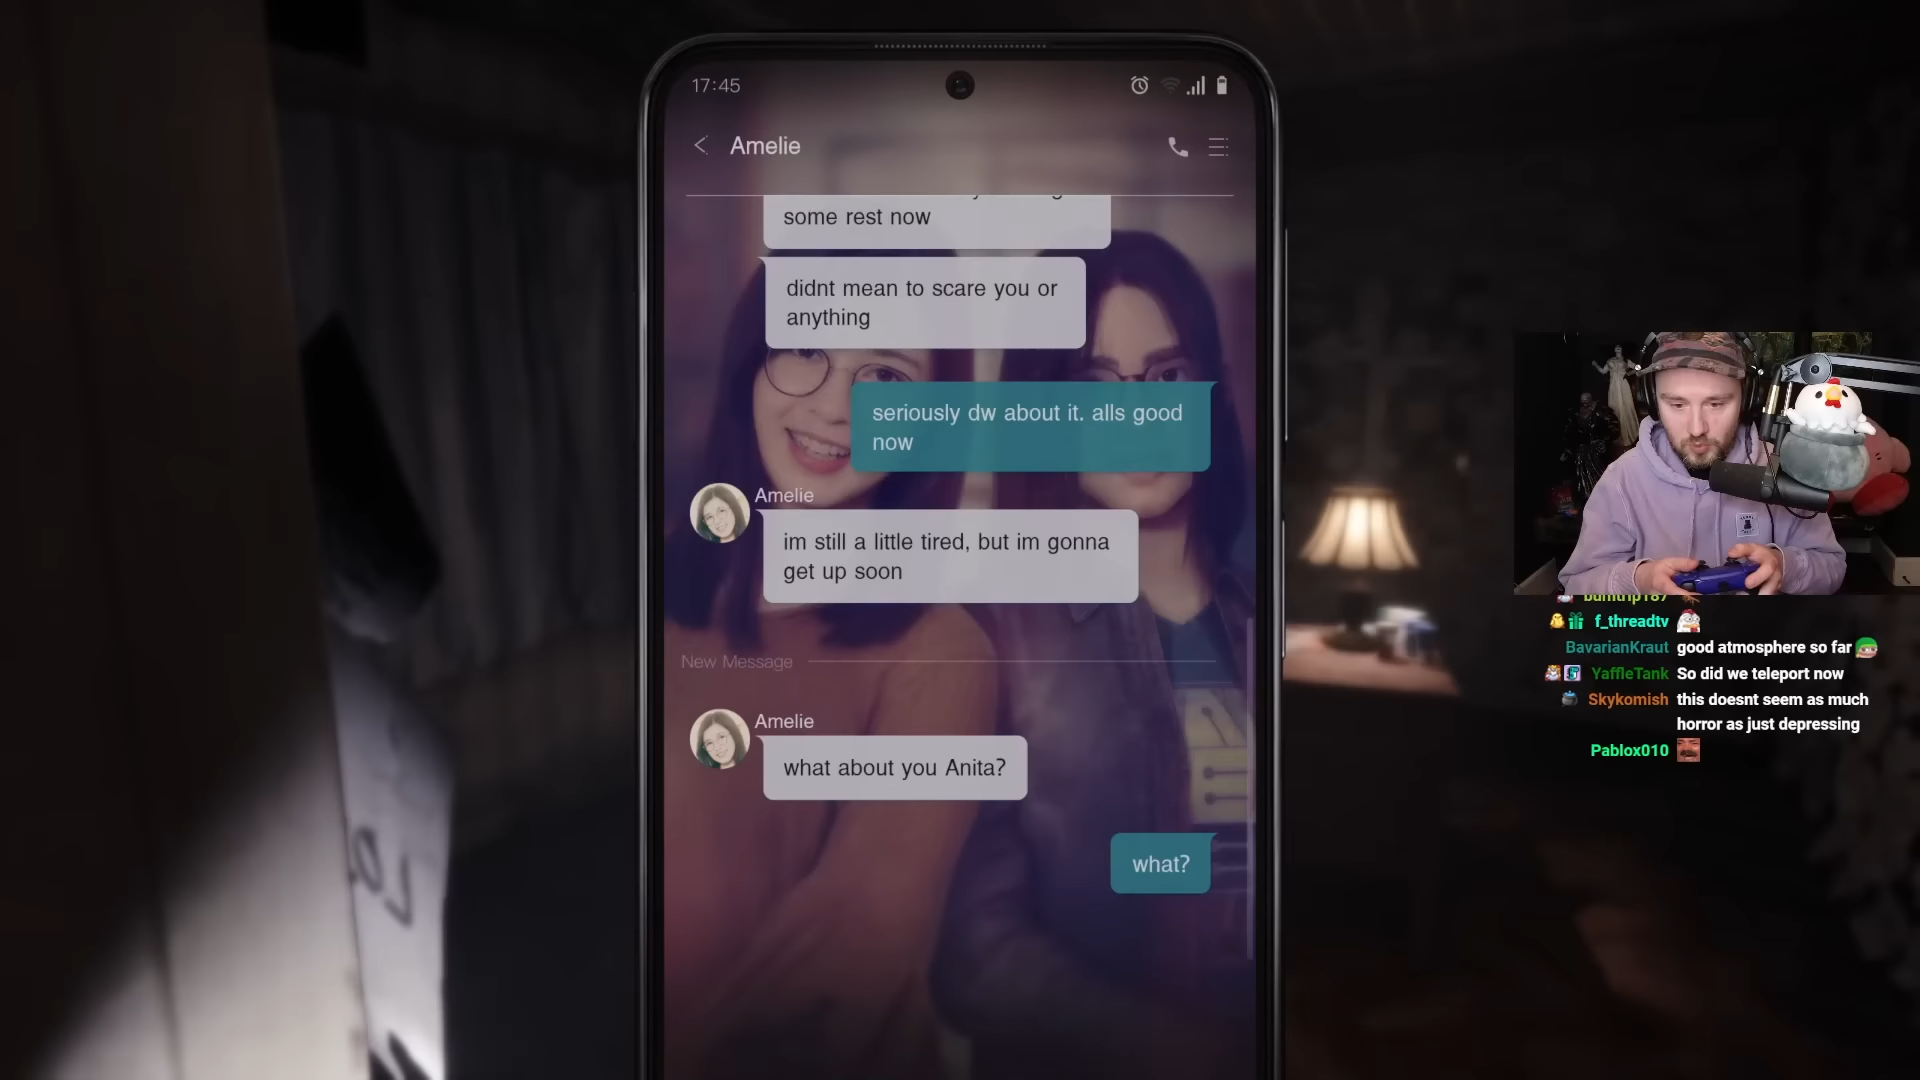 17:45
Amelie
some rest now
didnt mean to scare you or
anything
seriously dw about it. alls good
now
Amelie
im still a little tired, but im gonna
get up soon
New Message
Amelie
what about you Anita?
what?
f_threadtv
BavarianKraut good atmosphere so far
YaffleTank So did we teleport now
Skykomish this doesnt seem as much
horror as just depressing
Pablox010